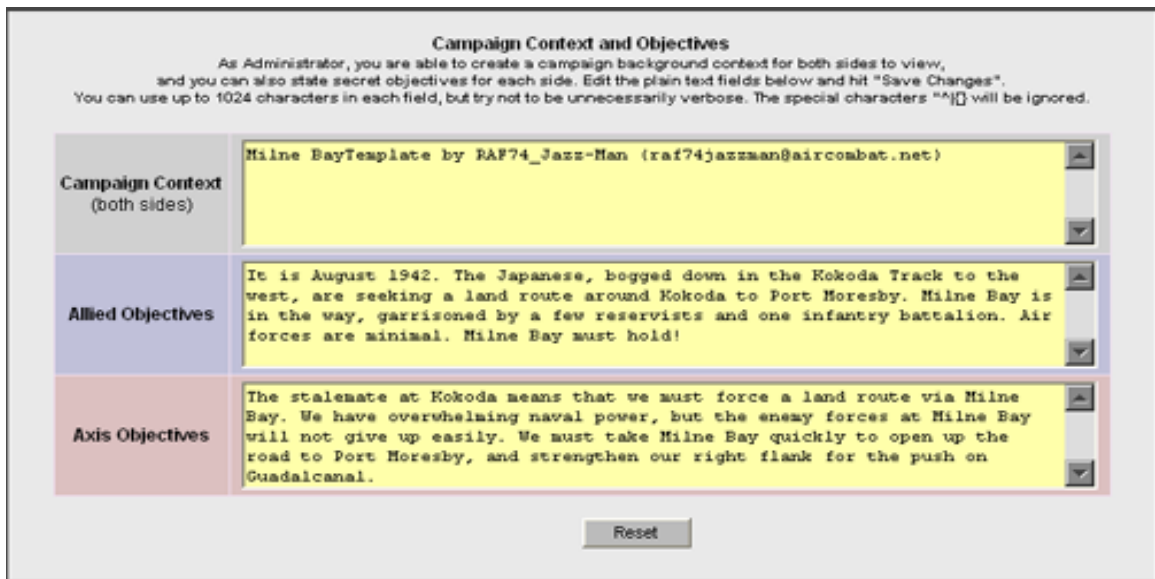 Campaign Context and Objectives
As Administrator, you are able to create a campaign background context for both sides to view,
and you can also state secret objectives for each side. Edit the plain text fields below and hit "Save Changes".
You can use up to 1024 characters in each field, but try not to be unnecessarily verbose. The special characters "^|{} will be ignored.
Campaign Context
(both sides)
Milne BayTemplate by RAF74_Jazz-Man (raf74jazzman@aircombat.net)
Allied Objectives
It is August 1942. The Japanese, bogged down in the Kokoda Track to the
west, are seeking a land route around Kokoda to Port Moresby. Milne Bay is
in the way, garrisoned by a few reservists and one infantry battalion. Air
forces are minimal. Milne Bay must hold!
Axis Objectives
The stalemate at Kokoda means that we must force a land route via Milne
Bay. We have overwhelming naval power, but the enemy forces at Milne Bay
will not give up easily. We must take Milne Bay quickly to open up the
road to Port Moresby, and strengthen our right flank for the push on
Guadalcanal.
Reset